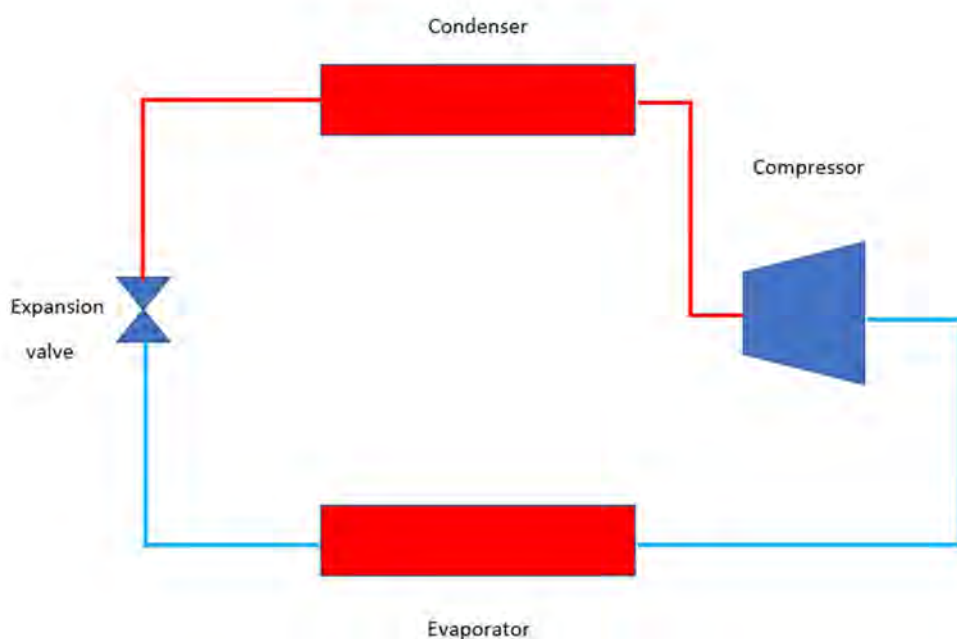 Condenser
Compressor
Expansion
valve
Evaporator